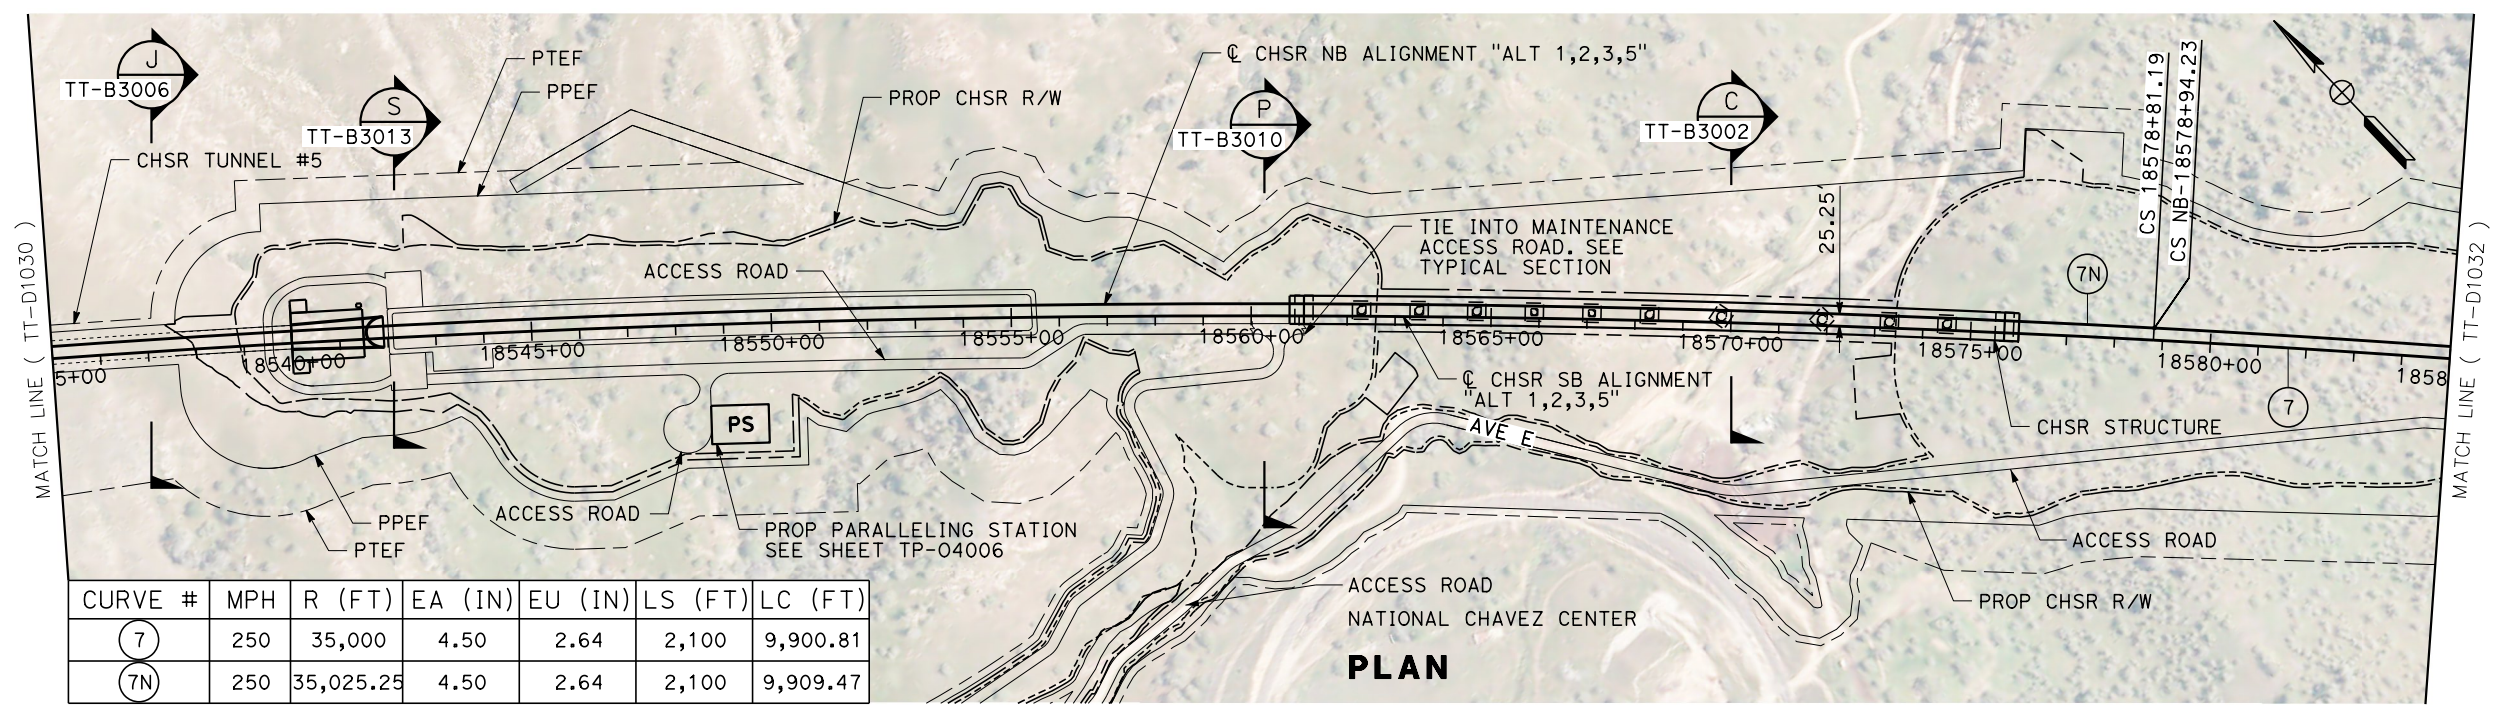 J
TT-B3006
S
TT-B3013
PTEF
PPEF
PROP CHSR R/W
℄ CHSR NB ALIGNMENT "ALT 1,2,3,5"
P
TT-B3010
C
TT-B3002
CS 18578+81.19
CS NB-18578+94.23
CHSR TUNNEL #5
25.25'
TIE INTO MAINTENANCE
ACCESS ROAD. SEE
TYPICAL SECTION
ACCESS ROAD
7N
MATCH LINE ( TT-D1030 )
MATCH LINE ( TT-D1032 )
5+00
18540+00
18545+00
18550+00
18555+00
18560+00
18565+00
18570+00
18575+00
18580+00
1858
℄ CHSR SB ALIGNMENT
"ALT 1,2,3,5"
7
PS
AVE E
CHSR STRUCTURE
ACCESS ROAD
PPEF
PTEF
PROP PARALLELING STATION
SEE SHEET TP-04006
ACCESS ROAD
ACCESS ROAD
PROP CHSR R/W
NATIONAL CHAVEZ CENTER
PLAN
CURVE # MPH R (FT) EA (IN) EU (IN) LS (FT) LC (FT)
7 250 35,000 4.50 2.64 2,100 9,900.81
7N 250 35,025.25 4.50 2.64 2,100 9,909.47